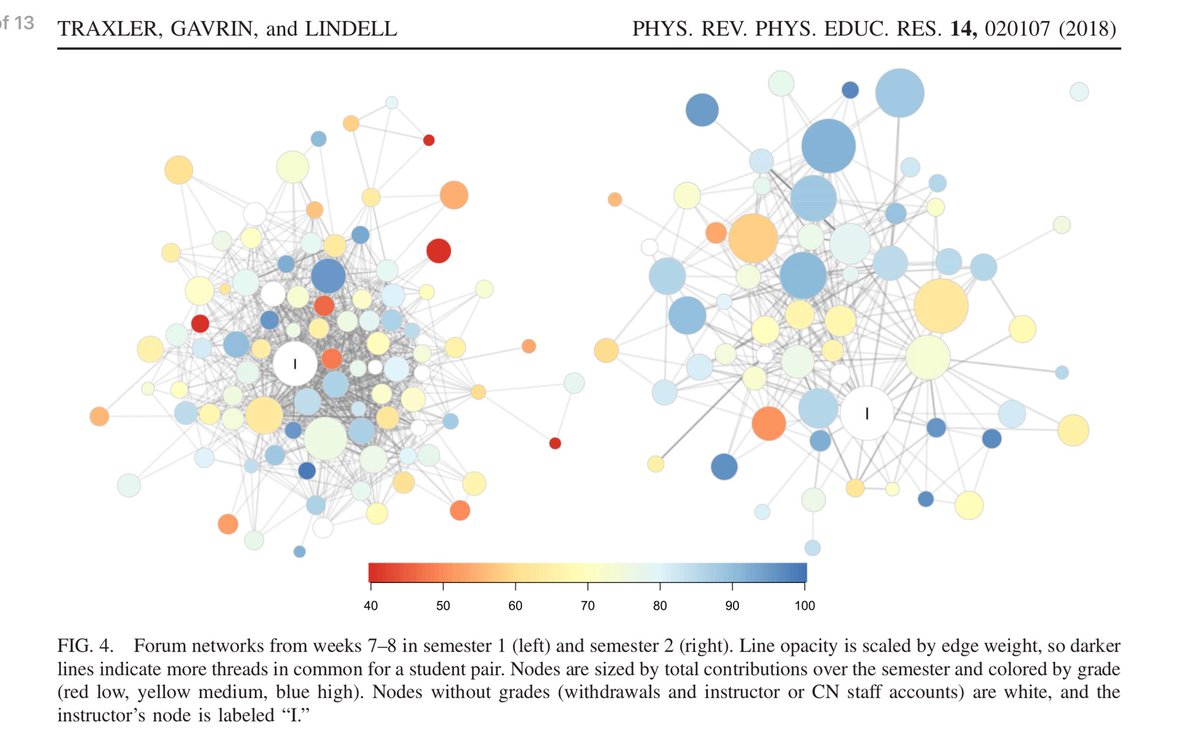 of 13
TRAXLER, GAVRIN, and LINDELL
PHYS. REV. PHYS. EDUC. RES. 14, 020107 (2018)
I
I
40 50 60 70 80 90 100
FIG. 4. Forum networks from weeks 7–8 in semester 1 (left) and semester 2 (right). Line opacity is scaled by edge weight, so darker
lines indicate more threads in common for a student pair. Nodes are sized by total contributions over the semester and colored by grade
(red low, yellow medium, blue high). Nodes without grades (withdrawals and instructor or CN staff accounts) are white, and the
instructor's node is labeled “I.”